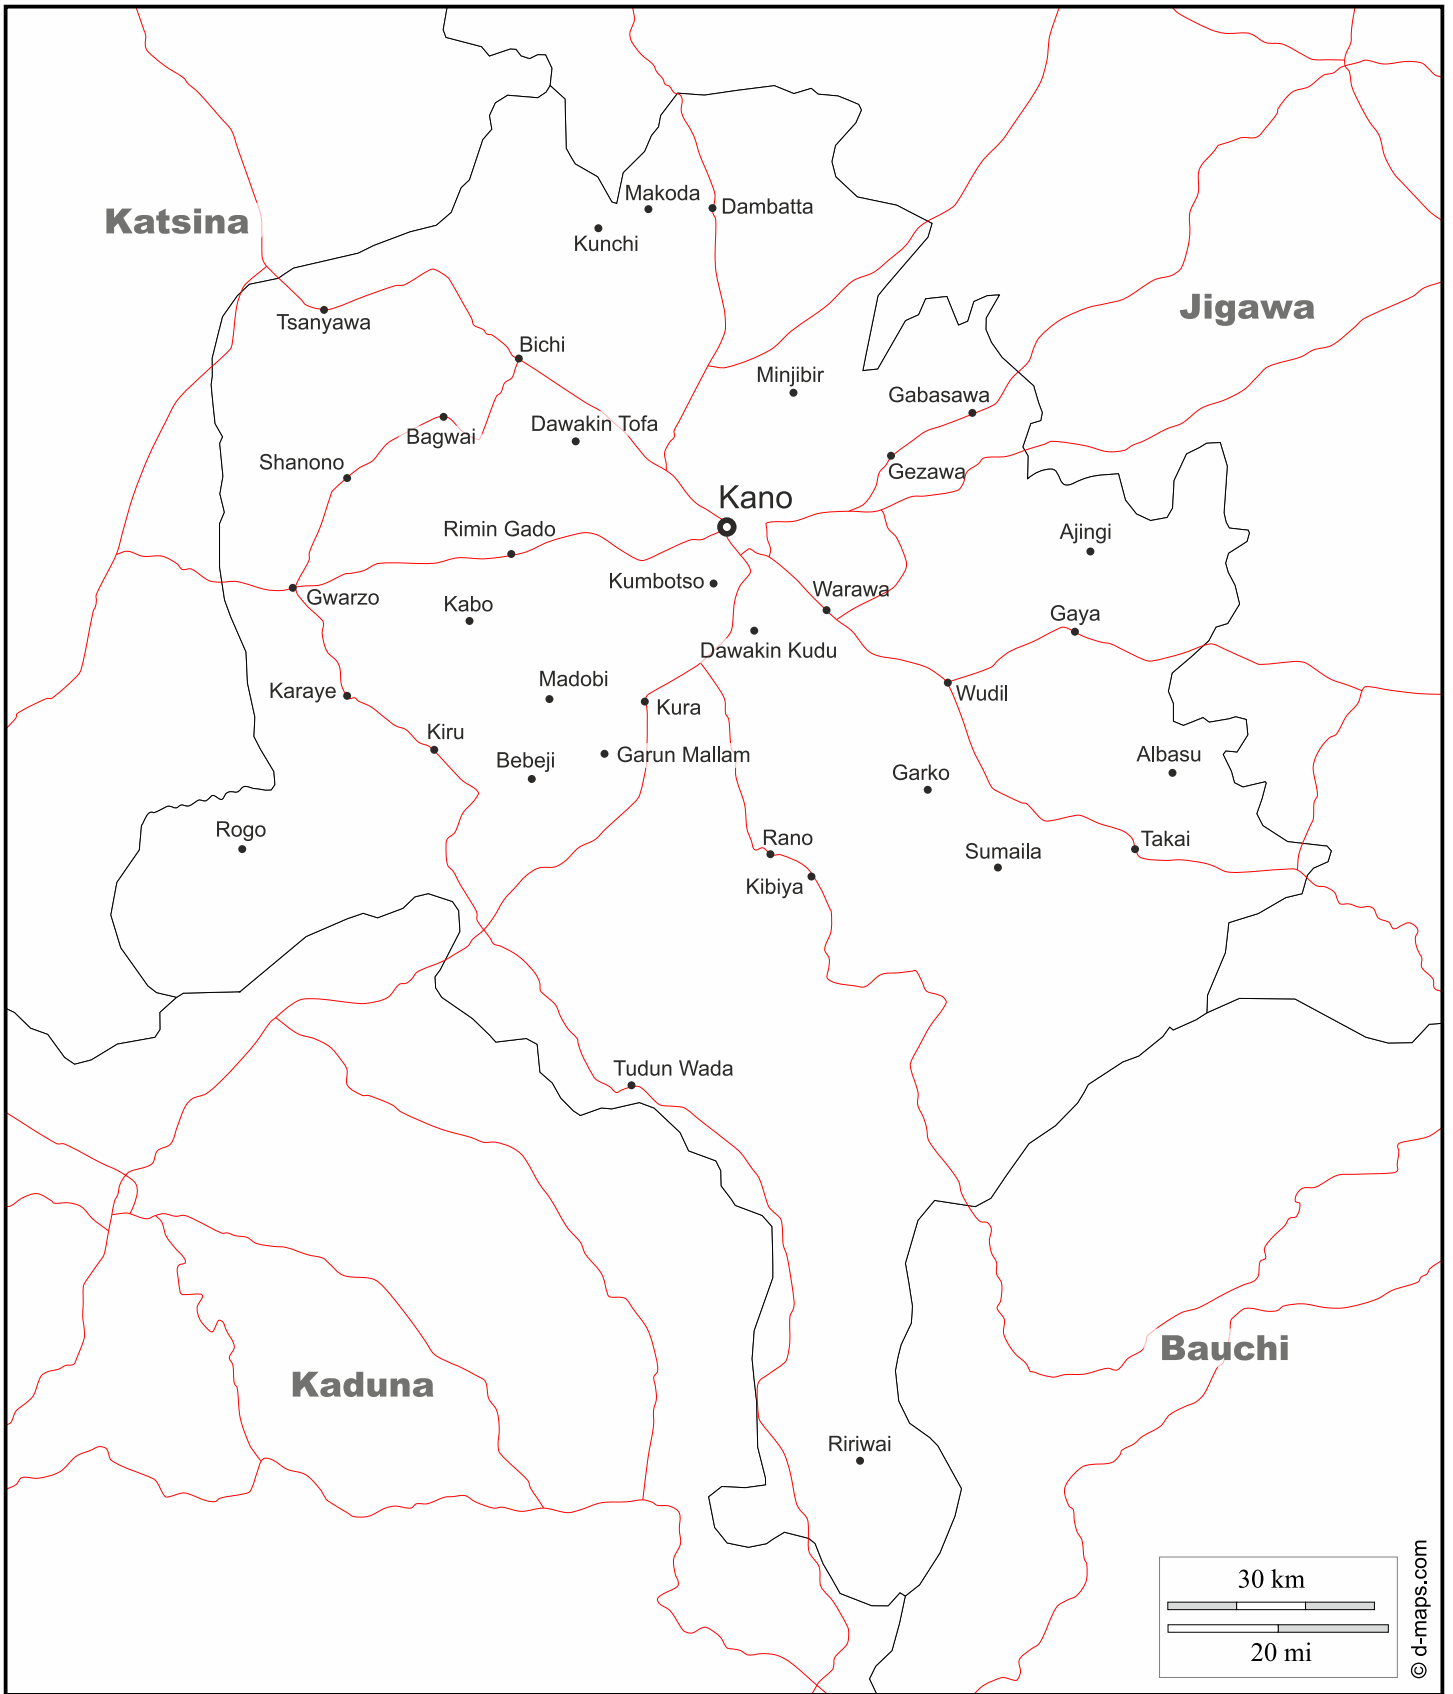 Makoda
Dambatta
Katsina
Kunchi
Jigawa
Tsanyawa
Bichi
Minjibir
Gabasawa
Dawakin Tofa
Bagwai
Shanono
Gezawa
Kano
Rimin Gado
Ajingi
Kumbotso
Warawa
Gwarzo
Kabo
Gaya
Dawakin Kudu
Madobi
Karaye
Wudil
Kura
Kiru
Garun Mallam
Albasu
Bebeji
Garko
Rogo
Rano
Takai
Sumaila
Kibiya
Tudun Wada
Bauchi
Kaduna
Ririwai
30 km
20 mi
© d-maps.com